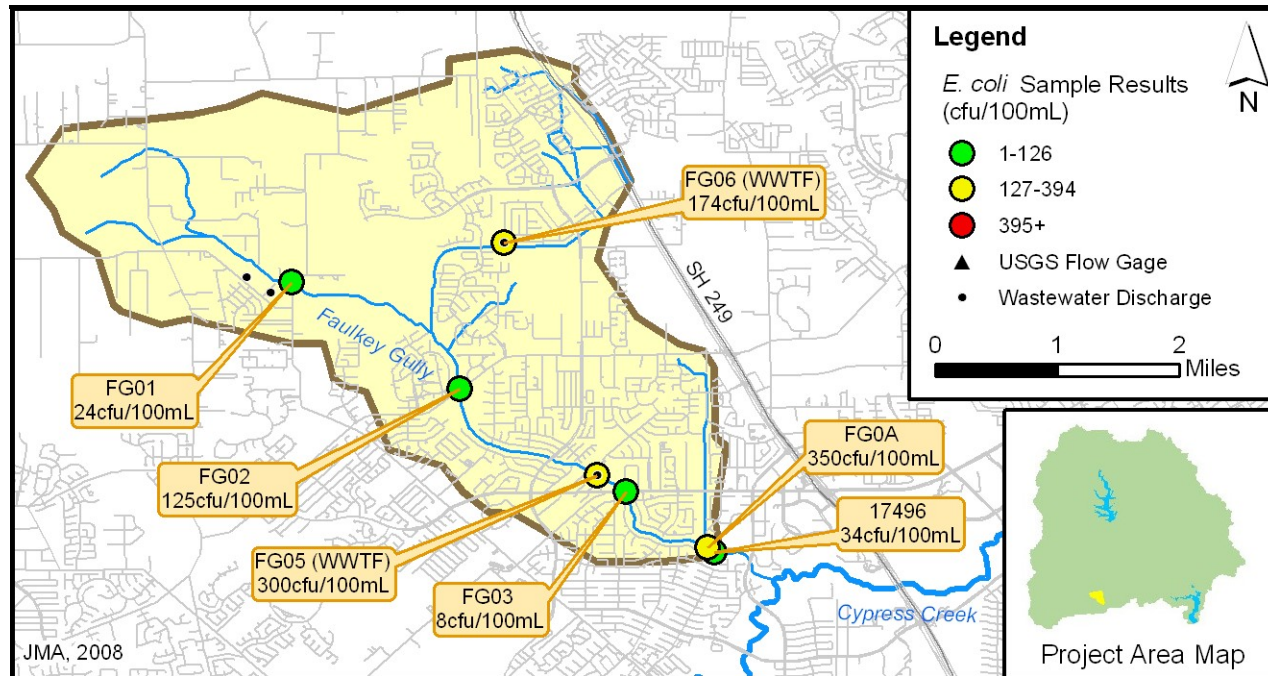 FG06 (WWTF)
174cfu/100mL
SH 249
Faulkey Gully
FG01
24cfu/100mL
FG02
125cfu/100mL
FG05 (WWTF)
300cfu/100mL
FG03
8cfu/100mL
FG0A
350cfu/100mL
17496
34cfu/100mL
Cypress Creek
JMA, 2008
Legend
E. coli Sample Results
(cfu/100mL)
1-126
127-394
395+
USGS Flow Gage
Wastewater Discharge
0 1 2
Miles
N
Project Area Map